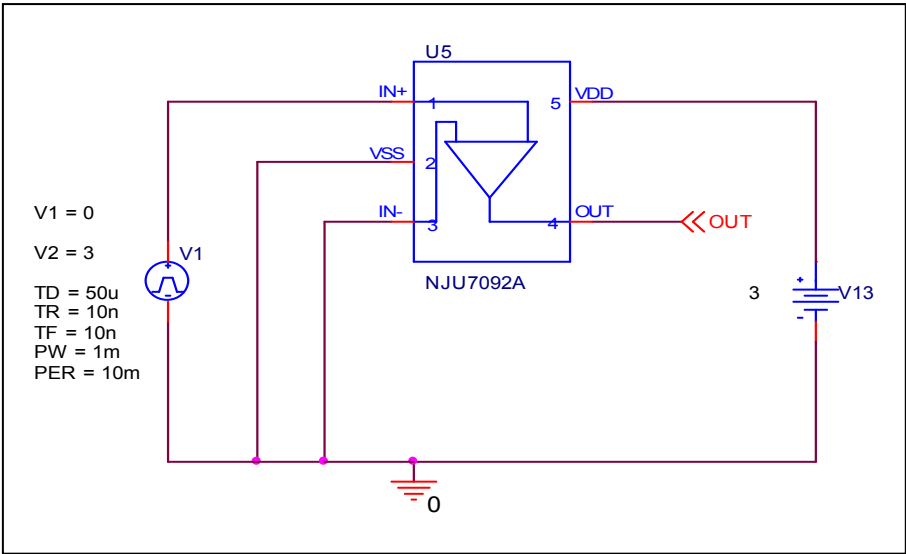 U5
IN+
1
5
VDD
VSS
2
IN-
3
4
OUT
OUT
NJU7092A
V1 = 0
V2 = 3
TD = 50u
TR = 10n
TF = 10n
PW = 1m
PER = 10m
V1
+
-
3
+
-
V13
0